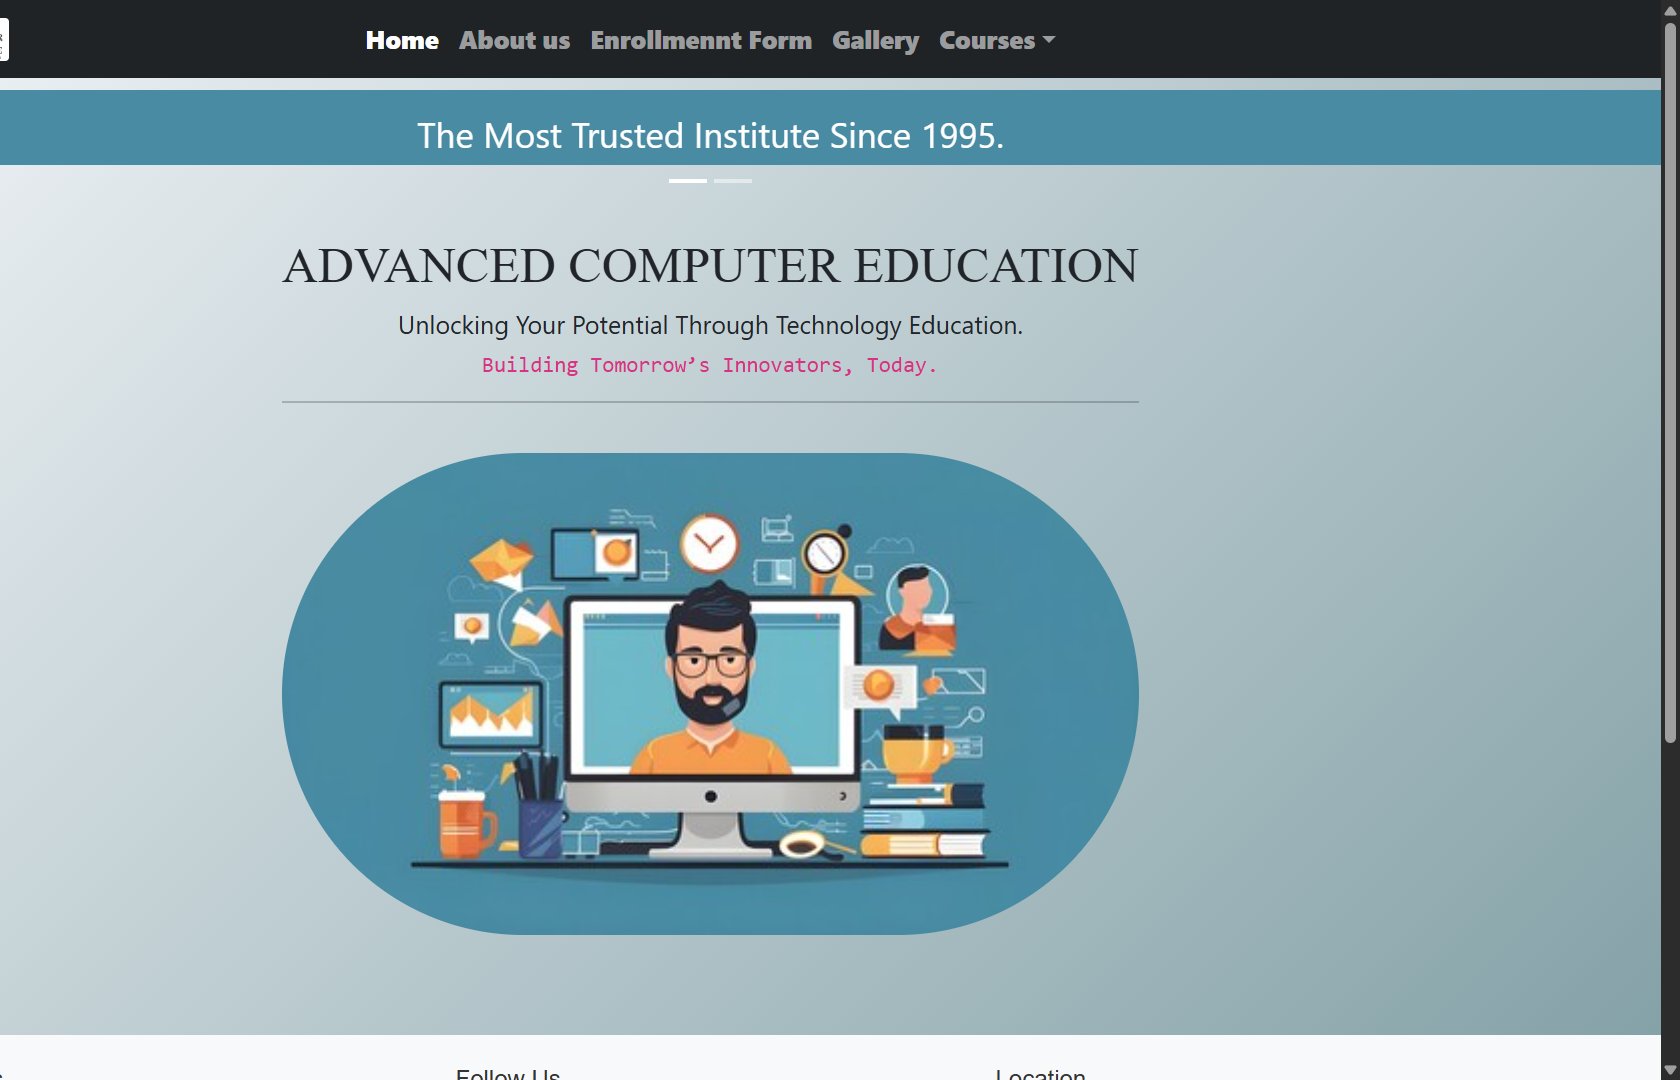 Home About us Enrollmennt Form Gallery Courses
The Most Trusted Institute Since 1995.
ADVANCED COMPUTER EDUCATION
Unlocking Your Potential Through Technology Education.
Building Tomorrow’s Innovators, Today.
Follow Us Location